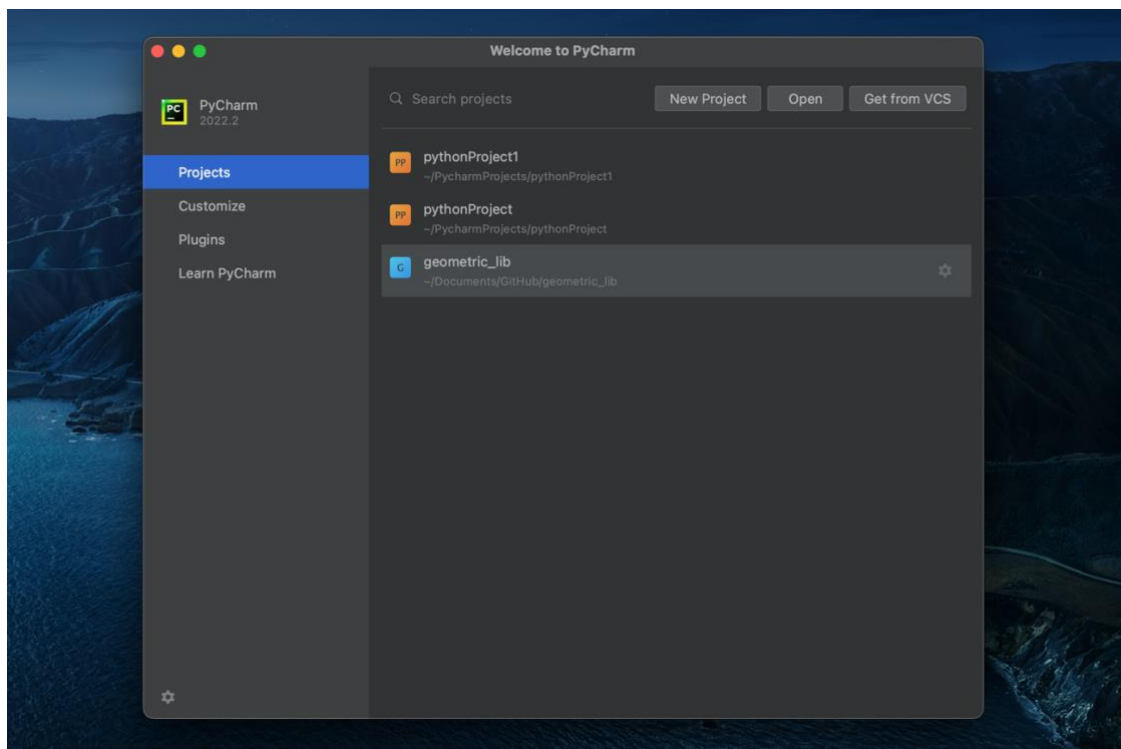 Welcome to PyCharm
PC
PyCharm
2022.2
Projects
Customize
Plugins
Learn PyCharm
Search projects
New Project
Open
Get from VCS
PP
pythonProject1
~/PycharmProjects/pythonProject1
PP
pythonProject
~/PycharmProjects/pythonProject
G
geometric_lib
~/Documents/GitHub/geometric_lib